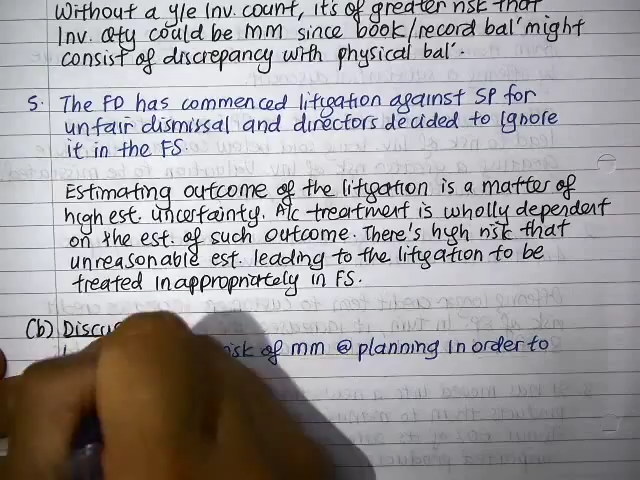 Without a y/e Inv. count, it's of greater risk that
Inv. Qty could be MM since book/record bal' might
consist of discrepancy with physical bal'.
5. The FD has commenced litigation against SP for
unfair dismissal and directors decided to Ignore
it in the FS.
Estimating outcome of the litigation is a matter of
high est. uncertainty. A/c treatment is wholly dependent
on the est. of such outcome. There's high risk that
unreasonable est. leading to the litigation to be
treated inappropriately in FS.
(b) Discu
risk of mm @ planning in order to